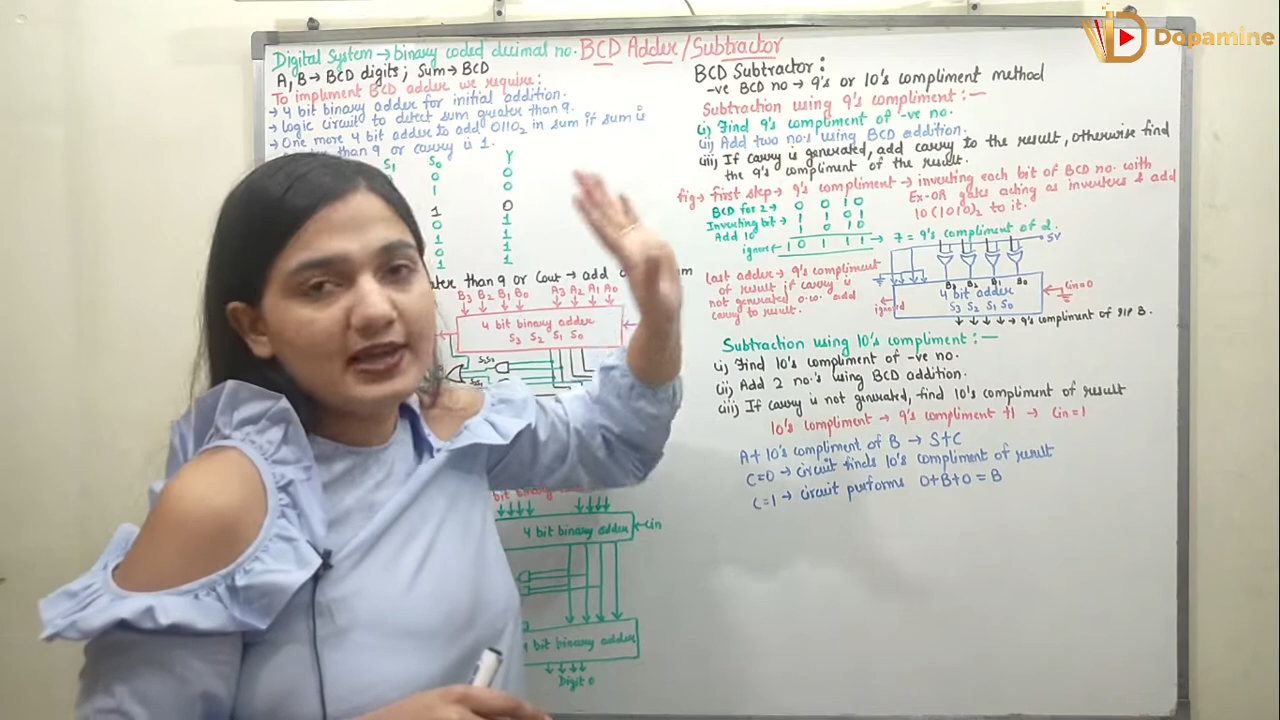 Dopamine
Digital System → binary coded decimal no. BCD Adder/Subtractor
A, B → BCD digits; Sum → BCD
To implement BCD adder we require:
→ 4 bit binary adder for initial addition.
→ Logic circuit to detect sum greater than 9.
→ One more 4 bit adder to add 0110₂ in sum if sum is
than 9 or carry is 1.
S₁ S₀ Y
0 0
1 0
1 0
0 1
1 1
0 1
1 1
than 9 or Cout → add
B₃ B₂ B₁ B₀ A₃ A₂ A₁ A₀
4 bit binary adder
S₃ S₂ S₁ S₀
4 bit binary adder ← Cin
bit binary adder
Digit 0
BCD Subtractor :
-ve BCD no → 9's or 10's compliment method
Subtraction using 9's compliment :-
(i) Find 9's compliment of -ve no.
(ii) Add two no.s using BCD addition.
(iii) If carry is generated, add carry to the result, otherwise find
the 9's compliment of the result.
fig → first step → 9's compliment → inverting each bit of BCD no. with
Ex-OR gates acting as inverters & add
10 (1010)₂ to it.
BCD for 2 → 0 0 1 0
Inverting bit → 1 1 0 1
Add 10 1 0 1 0
ignore ← 1 0 1 1 1 → 7 = 9's compliment of 2.
5V
last adder → 9's compliment
of result if carry is
not generated o.w. add
carry to result.
ignored
B₃ B₂ B₁ B₀
4 bit adder
S₃ S₂ S₁ S₀
Cin=0
→ 9's compliment of I/P B.
Subtraction using 10's compliment :-
(i) Find 10's compliment of -ve no.
(ii) Add 2 no.s using BCD addition.
(iii) If carry is not generated, find 10's compliment of result
10's compliment → 9's compliment +1 → Cin = 1
A + 10's compliment of B → S+C
C=0 → circuit finds 10's compliment of result
C=1 → circuit performs 0+B+0 = B